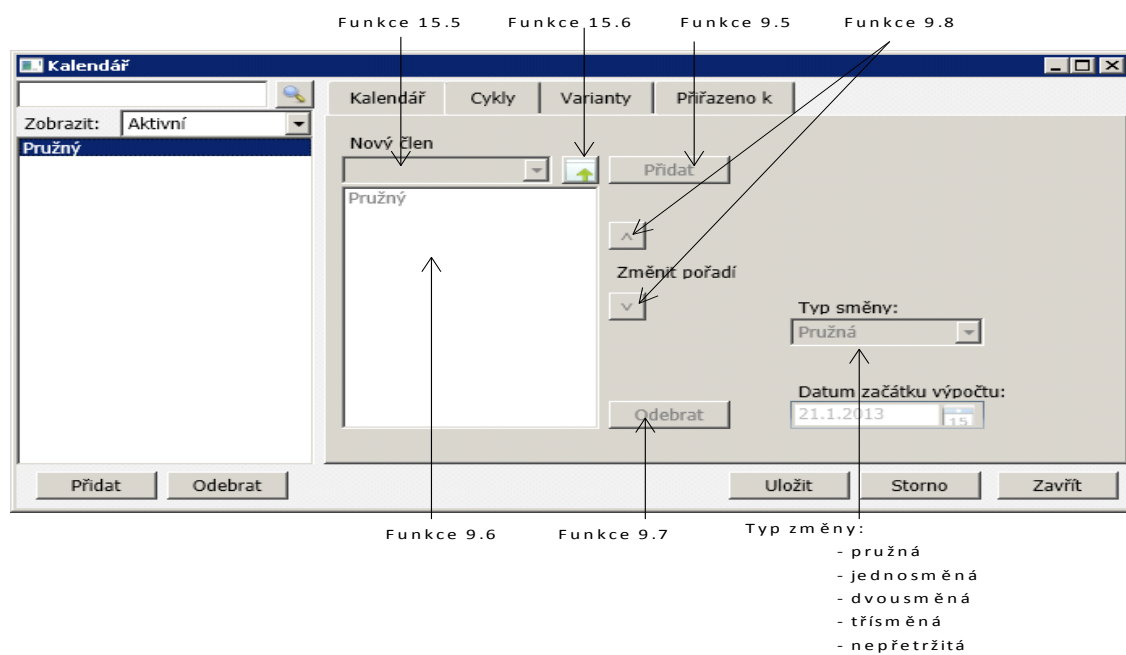 Funkce 15.5 Funkce 15.6 Funkce 9.5 Funkce 9.8
Kalendář
Kalendář Cykly Varianty Přiřazeno k
Zobrazit: Aktivní
Pružný
Nový člen
Přidat
Pružný
^
Změnit pořadí
v
Typ směny:
Pružná
Datum začátku výpočtu:
Odebrat 21.1.2013 15
Přidat Odebrat Uložit Storno Zavřít
Funkce 9.6 Funkce 9.7 Typ změny:
- pružná
- jednosměná
- dvousměná
- třísměná
- nepřetržitá